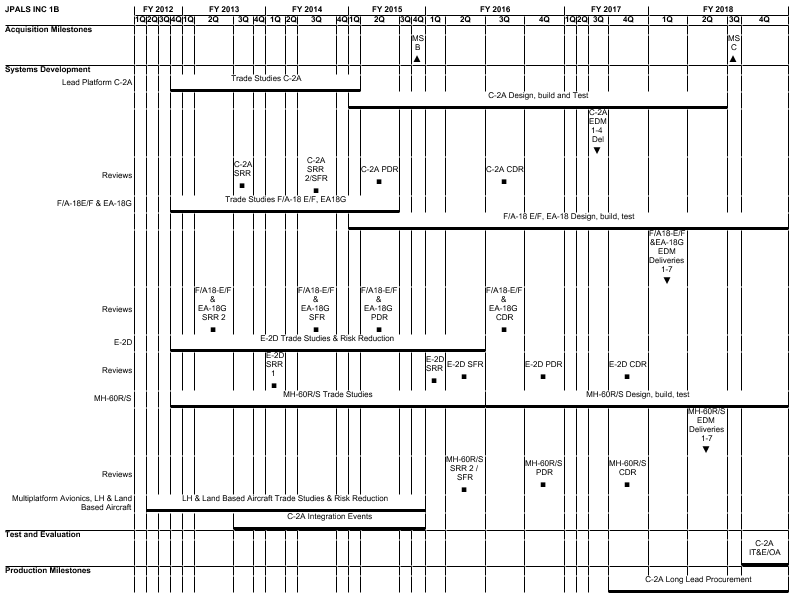 JPALS INC 1B
FY 2012 FY 2013 FY 2014 FY 2015 FY 2016 FY 2017 FY 2018
1Q 2Q 3Q 4Q 1Q 2Q 3Q 4Q 1Q 2Q 3Q 4Q 1Q 2Q 3Q 4Q 1Q 2Q 3Q 4Q 1Q 2Q 3Q 4Q 1Q 2Q 3Q 4Q
Acquisition Milestones
MS
B
MS
C
Systems Development
Lead Platform C-2A
Trade Studies C-2A
C-2A Design, build and Test
C-2A
EDM
1-4
Del
Reviews
C-2A
SRR
C-2A
SRR
2/SFR
C-2A PDR
C-2A CDR
F/A-18E/F & EA-18G
Trade Studies F/A-18 E/F, EA18G
F/A-18 E/F, EA-18 Design, build, test
F/A18-E/F
&EA-18G
EDM
Deliveries
1-7
Reviews
F/A18-E/F
&
EA-18G
SRR 2
F/A18-E/F
&
EA-18G
SFR
F/A18-E/F
&
EA-18G
PDR
F/A18-E/F
&
EA-18G
CDR
E-2D
E-2D Trade Studies & Risk Reduction
Reviews
E-2D
SRR
1
E-2D
SRR
E-2D SFR
E-2D PDR
E-2D CDR
MH-60R/S
MH-60R/S Trade Studies
MH-60R/S Design, build, test
MH-60R/S
EDM
Deliveries
1-7
Reviews
MH-60R/S
SRR 2 /
SFR
MH-60R/S
PDR
MH-60R/S
CDR
Multiplatform Avionics, LH & Land
Based Aircraft
LH & Land Based Aircraft Trade Studies & Risk Reduction
C-2A Integration Events
Test and Evaluation
C-2A
IT&E/OA
Production Milestones
C-2A Long Lead Procurement